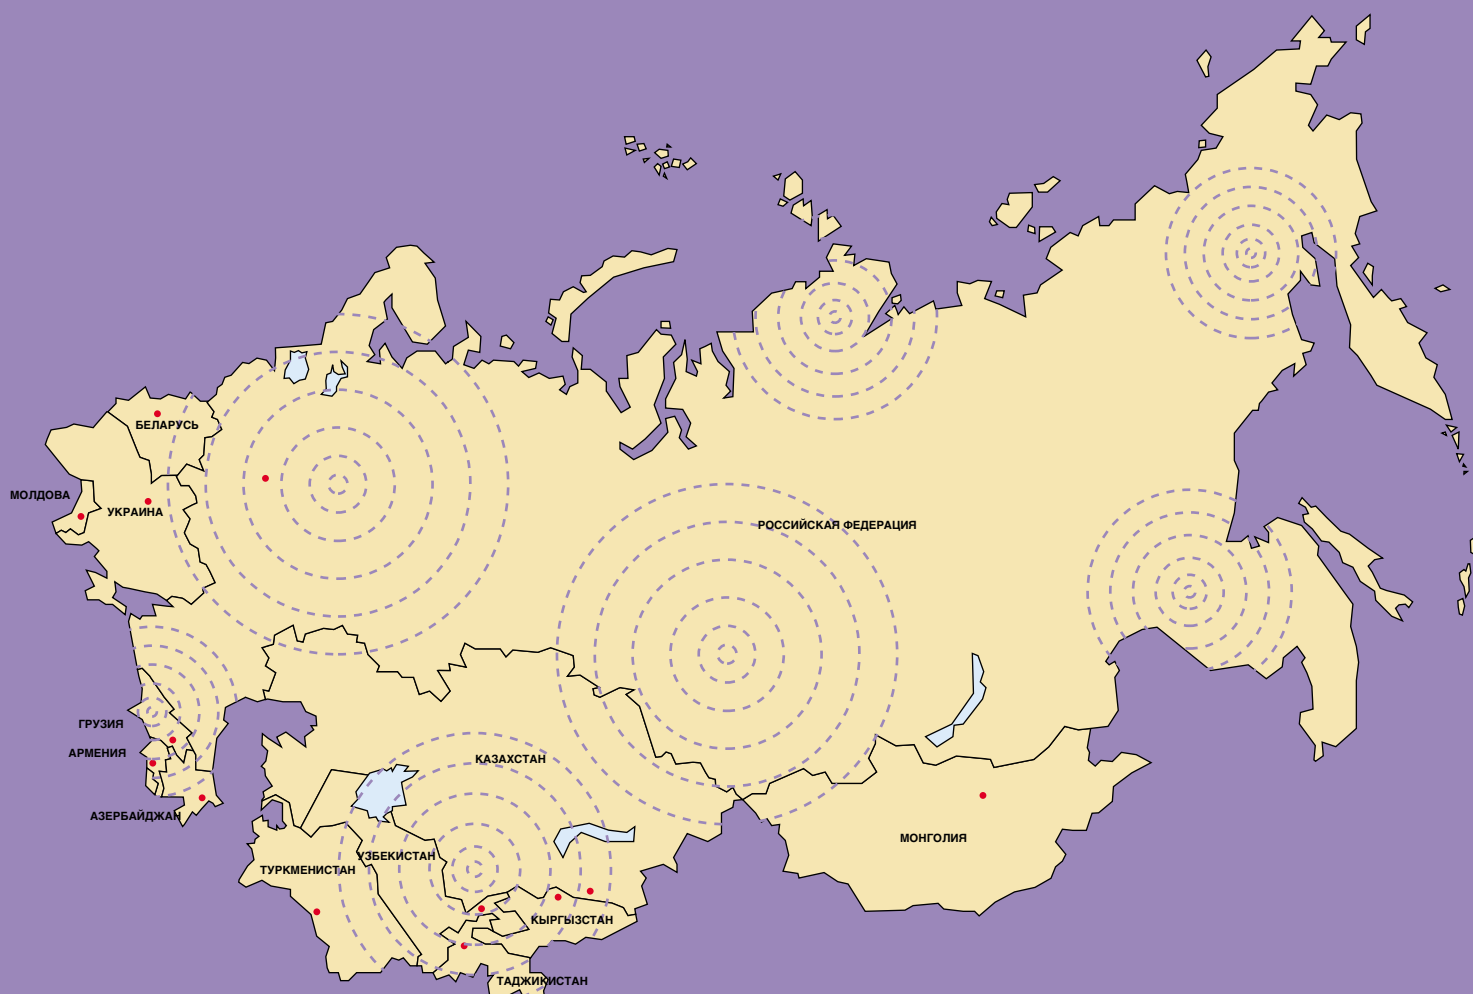 БЕЛАРУСЬ
МОЛДОВА
УКРАИНА
РОССИЙСКАЯ ФЕДЕРАЦИЯ
ГРУЗИЯ
АРМЕНИЯ
КАЗАХСТАН
АЗЕРБАЙДЖАН
МОНГОЛИЯ
УЗБЕКИСТАН
ТУРКМЕНИСТАН
КЫРГЫЗСТАН
ТАДЖИКИСТАН